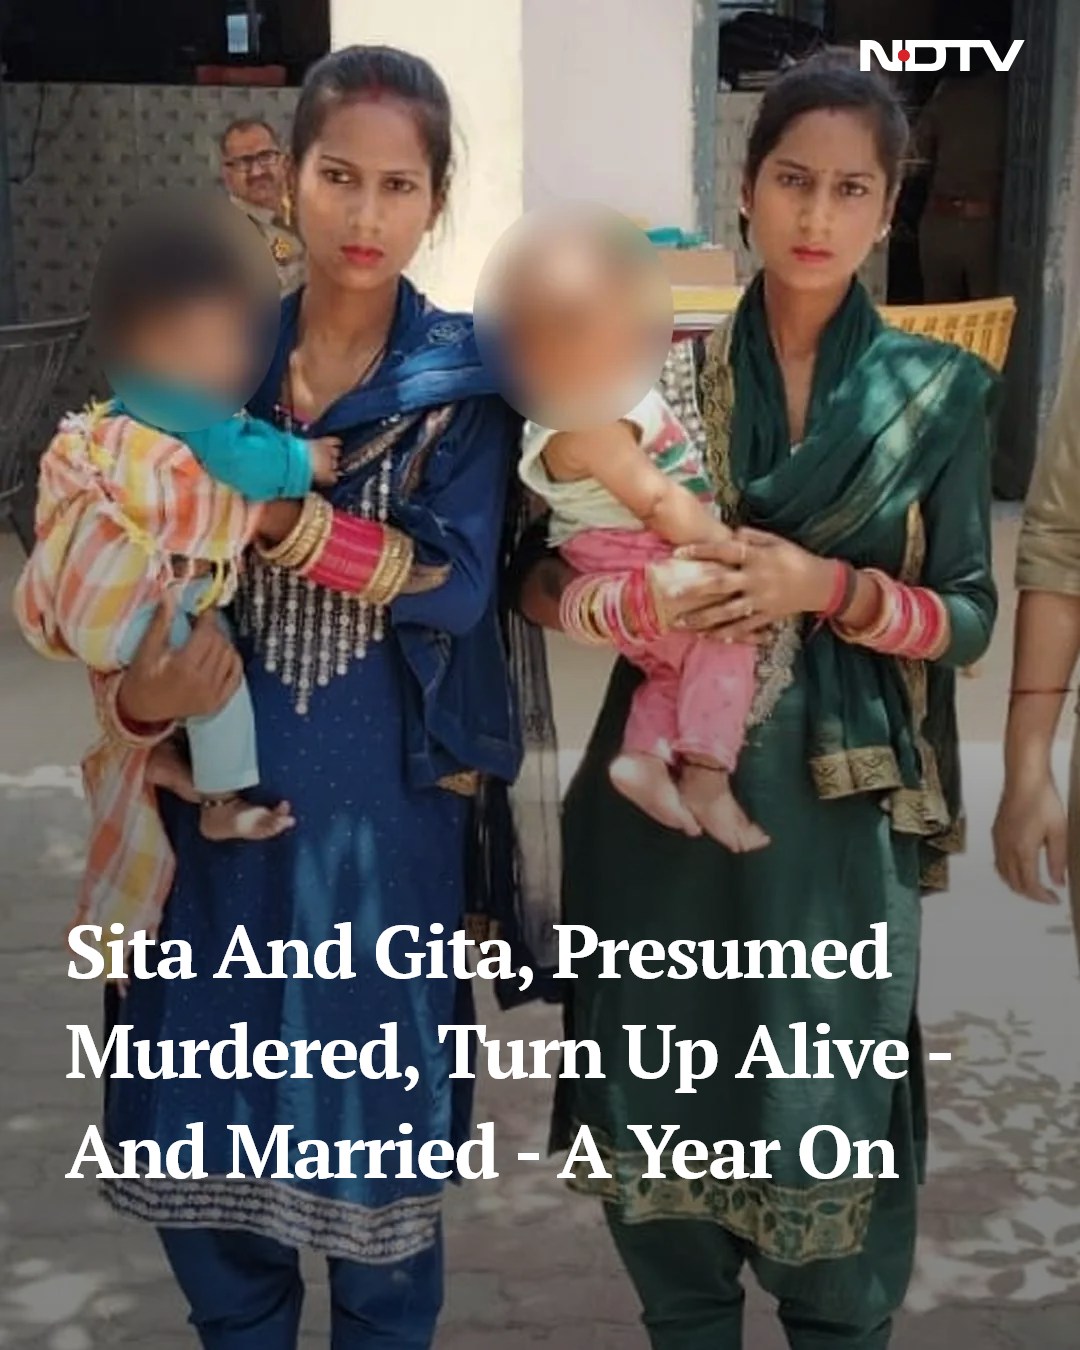 NDTV
Sita And Gita, Presumed
Murdered, Turn Up Alive -
And Married - A Year On